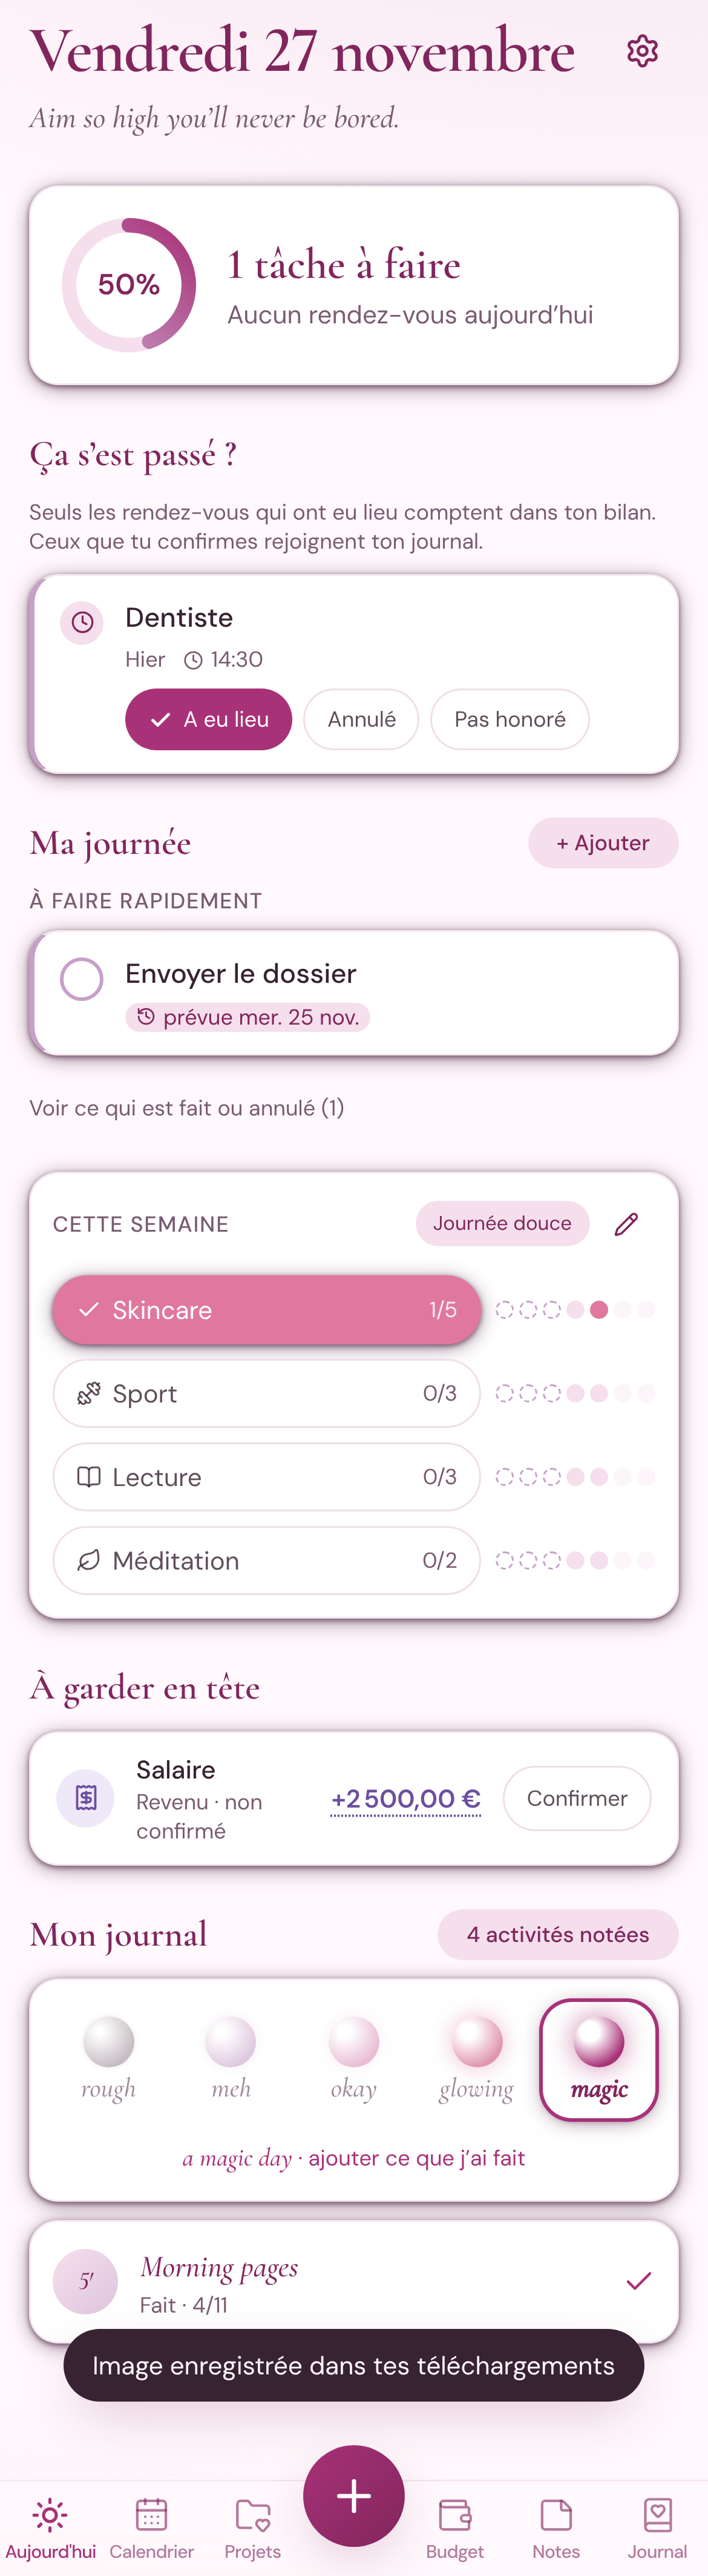 Vendredi 27 novembre
Aim so high you’ll never be bored.
50%
1 tâche à faire
Aucun rendez-vous aujourd’hui
Ça s’est passé ?
Seuls les rendez-vous qui ont eu lieu comptent dans ton bilan.
Ceux que tu confirmes rejoignent ton journal.
Dentiste
Hier 14:30
A eu lieu Annulé Pas honoré
Ma journée + Ajouter
À FAIRE RAPIDEMENT
Envoyer le dossier
prévue mer. 25 nov.
Voir ce qui est fait ou annulé (1)
CETTE SEMAINE Journée douce
Skincare 1/5
Sport 0/3
Lecture 0/3
Méditation 0/2
À garder en tête
Salaire
Revenu · non
confirmé
+2 500,00 € Confirmer
Mon journal 4 activités notées
rough meh okay glowing magic
a magic day · ajouter ce que j’ai fait
5′
Morning pages
Fait · 4/11
Image enregistrée dans tes téléchargements
Aujourd'hui Calendrier Projets Budget Notes Journal